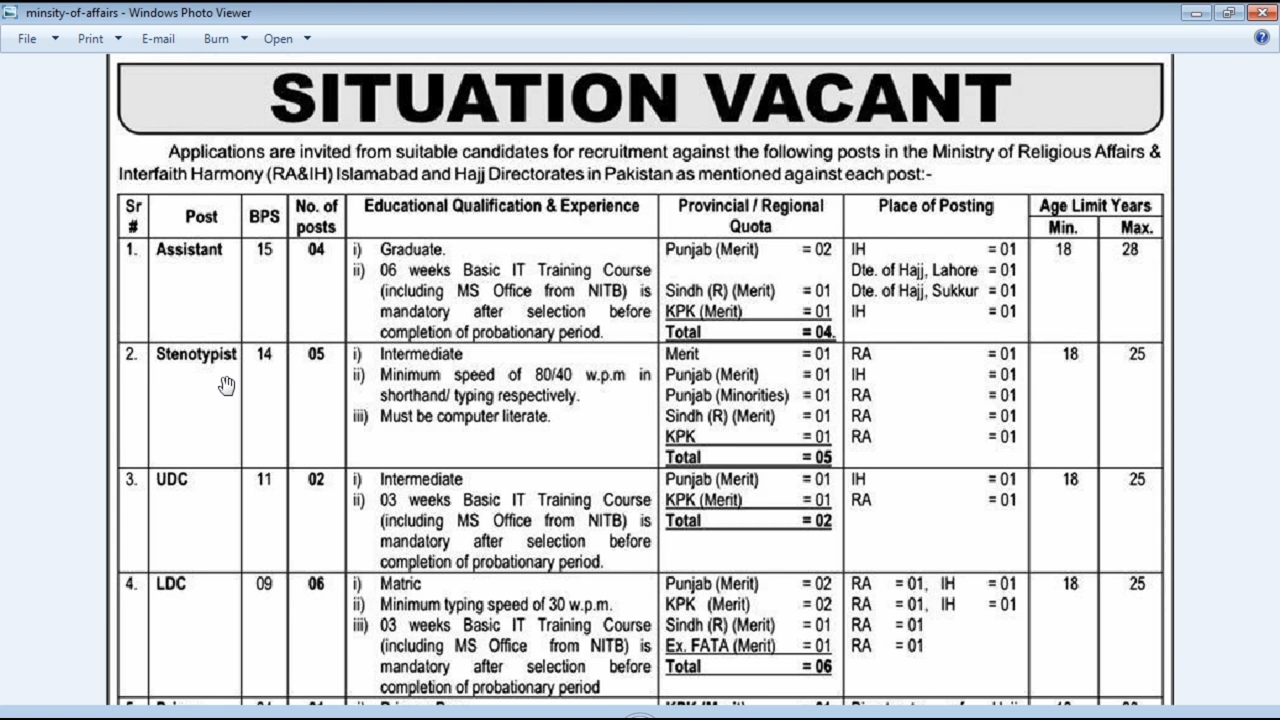 minsity-of-affairs - Windows Photo Viewer
File Print E-mail Burn Open
SITUATION VACANT
Applications are invited from suitable candidates for recruitment against the following posts in the Ministry of Religious Affairs &
Interfaith Harmony (RA&IH) Islamabad and Hajj Directorates in Pakistan as mentioned against each post:-
Sr # Post BPS No. of posts Educational Qualification & Experience Provincial / Regional Quota Place of Posting Age Limit Years
Min. Max.
1. Assistant 15 04 i) Graduate. Punjab (Merit) = 02 IH = 01 18 28
ii) 06 weeks Basic IT Training Course Dte. of Hajj, Lahore = 01
(including MS Office from NITB) is Sindh (R) (Merit) = 01 Dte. of Hajj, Sukkur = 01
mandatory after selection before KPK (Merit) = 01 IH = 01
completion of probationary period. Total = 04.
2. Stenotypist 14 05 i) Intermediate Merit = 01 RA = 01 18 25
ii) Minimum speed of 80/40 w.p.m in Punjab (Merit) = 01 IH = 01
shorthand/ typing respectively. Punjab (Minorities) = 01 RA = 01
iii) Must be computer literate. Sindh (R) (Merit) = 01 RA = 01
KPK = 01 RA = 01
Total = 05
3. UDC 11 02 i) Intermediate Punjab (Merit) = 01 IH = 01 18 25
ii) 03 weeks Basic IT Training Course KPK (Merit) = 01 RA = 01
(including MS Office from NITB) is Total = 02
mandatory after selection before
completion of probationary period.
4. LDC 09 06 i) Matric Punjab (Merit) = 02 RA = 01, IH = 01 18 25
ii) Minimum typing speed of 30 w.p.m. KPK (Merit) = 02 RA = 01, IH = 01
iii) 03 weeks Basic IT Training Course Sindh (R) (Merit) = 01 RA = 01
(including MS Office from NITB) is Ex. FATA (Merit) = 01 RA = 01
mandatory after selection before Total = 06
completion of probationary period